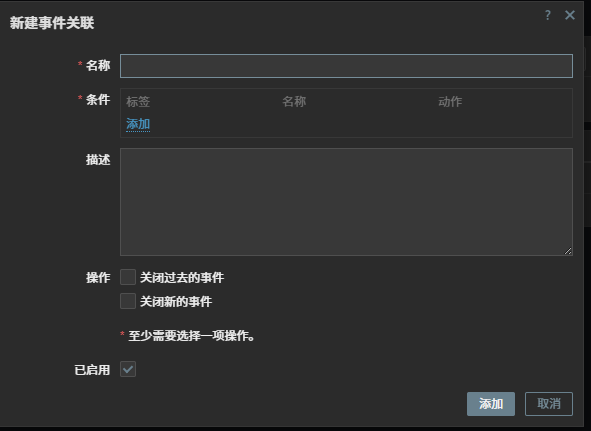 新建事件关联
?
* 名称
* 条件
标签 名称 动作
添加
描述
操作
关闭过去的事件
关闭新的事件
* 至少需要选择一项操作。
已启用
添加 取消